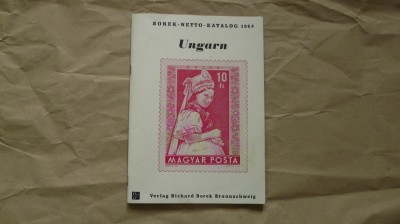 BOREK-NETTO-KATALOG 1964
Ungarn
10
Ft
MAGYAR POSTA
Verlag Richard Borek Braunschweig